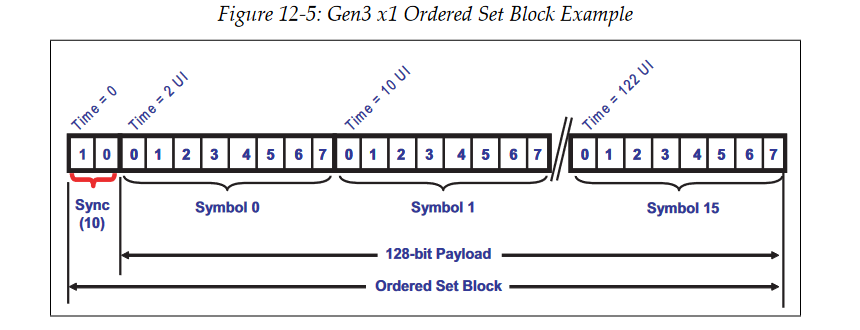 Figure 12-5: Gen3 x1 Ordered Set Block Example
Time = 0
Time = 2 UI
Time = 10 UI
Time = 122 UI
1 0 0 1 2 3 4 5 6 7 0 1 2 3 4 5 6 7 0 1 2 3 4 5 6 7
Sync
(10)
Symbol 0
Symbol 1
Symbol 15
128-bit Payload
Ordered Set Block